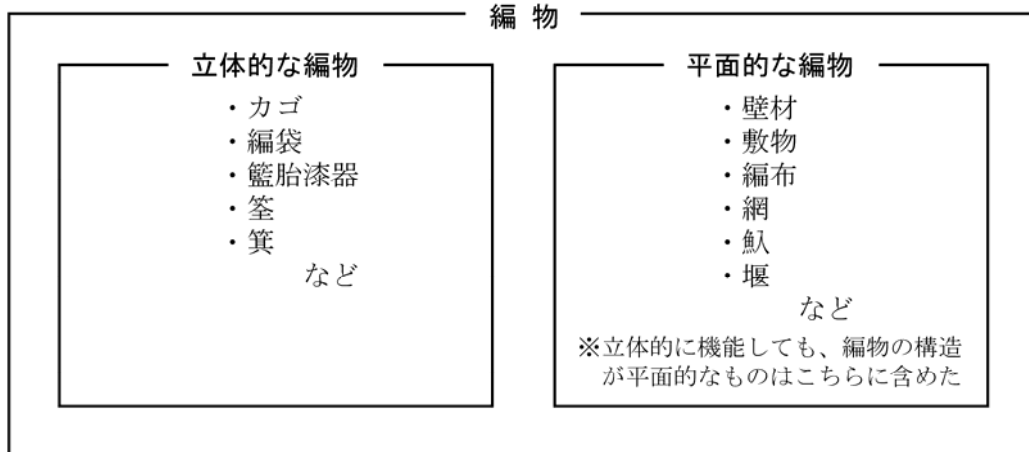 編 物
立体的な編物
・カゴ
・編袋
・籃胎漆器
・筌
・箕
など
平面的な編物
・壁材
・敷物
・編布
・網
・魞
・堰
など
※立体的に機能しても、編物の構造
が平面的なものはこちらに含めた